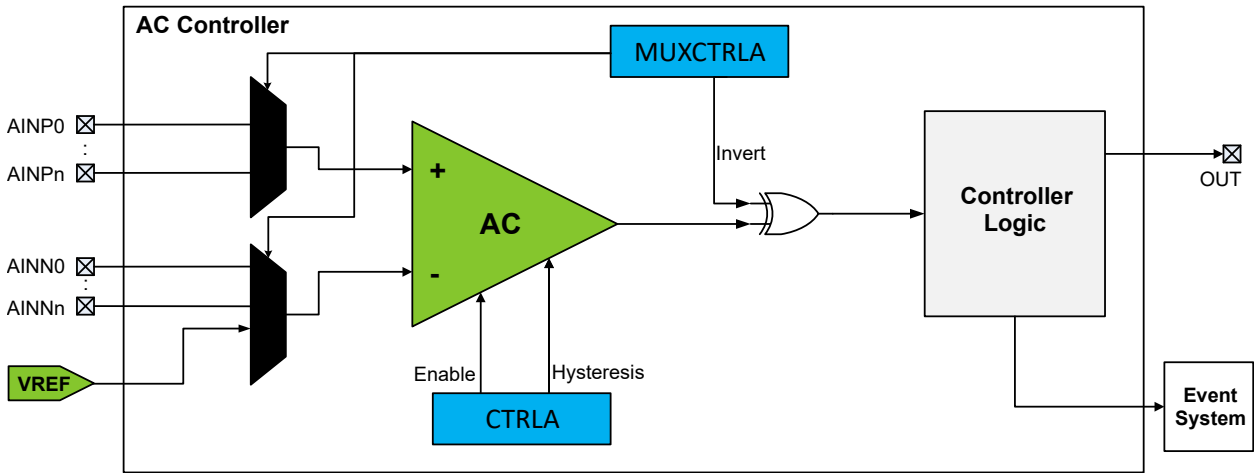 AC Controller
MUXCTRLA
AINP0
:
AINPn
Invert
+
AC
-
Controller
Logic
OUT
AINN0
:
AINNn
VREF
Enable
Hysteresis
CTRLA
Event
System